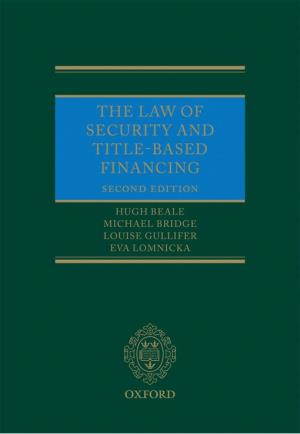 THE LAW OF
SECURITY AND
TITLE-BASED
FINANCING
SECOND EDITION
HUGH BEALE
MICHAEL BRIDGE
LOUISE GULLIFER
EVA LOMNICKA
OXFORD